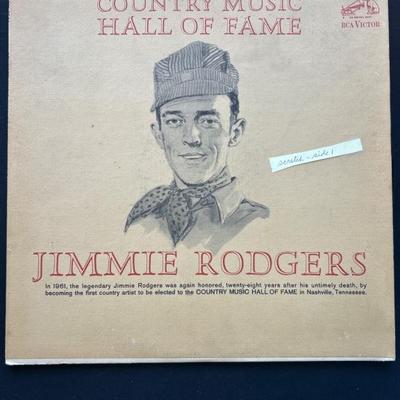 COUNTRY MUSIC
HALL OF FAME
RCA VICTOR
scratch - side 1
JIMMIE RODGERS
In 1961, the legendary Jimmie Rodgers was again honored, twenty-eight years after his untimely death, by
becoming the first country artist to be elected to the COUNTRY MUSIC HALL OF FAME in Nashville, Tennessee.